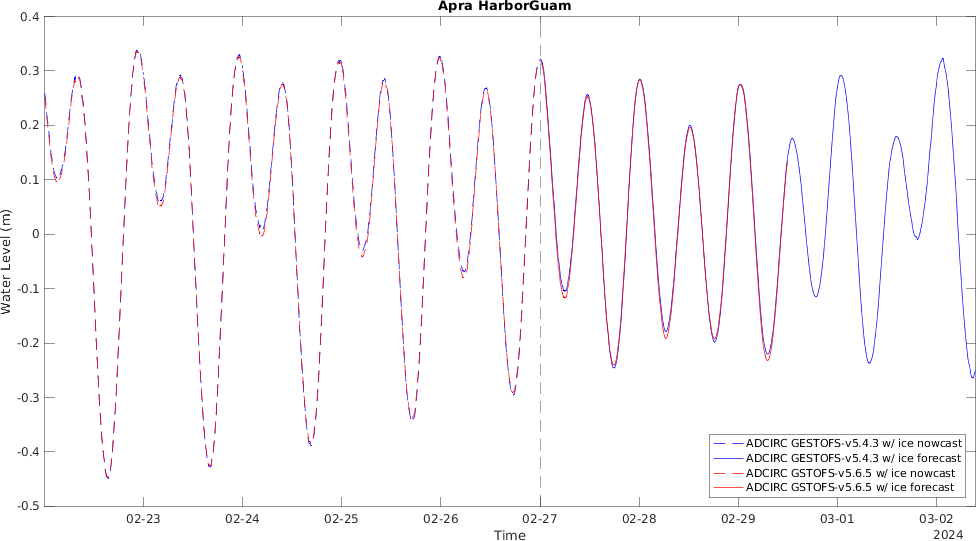 Apra HarborGuam
0.4
0.3
0.2
0.1
0
-0.1
-0.2
-0.3
-0.4
-0.5
Water Level (m)
02-23
02-24
02-25
02-26
02-27
02-28
02-29
03-01
03-02
Time
2024
ADCIRC GESTOFS-v5.4.3 w/ ice nowcast
ADCIRC GESTOFS-v5.4.3 w/ ice forecast
ADCIRC GSTOFS-v5.6.5 w/ ice nowcast
ADCIRC GSTOFS-v5.6.5 w/ ice forecast